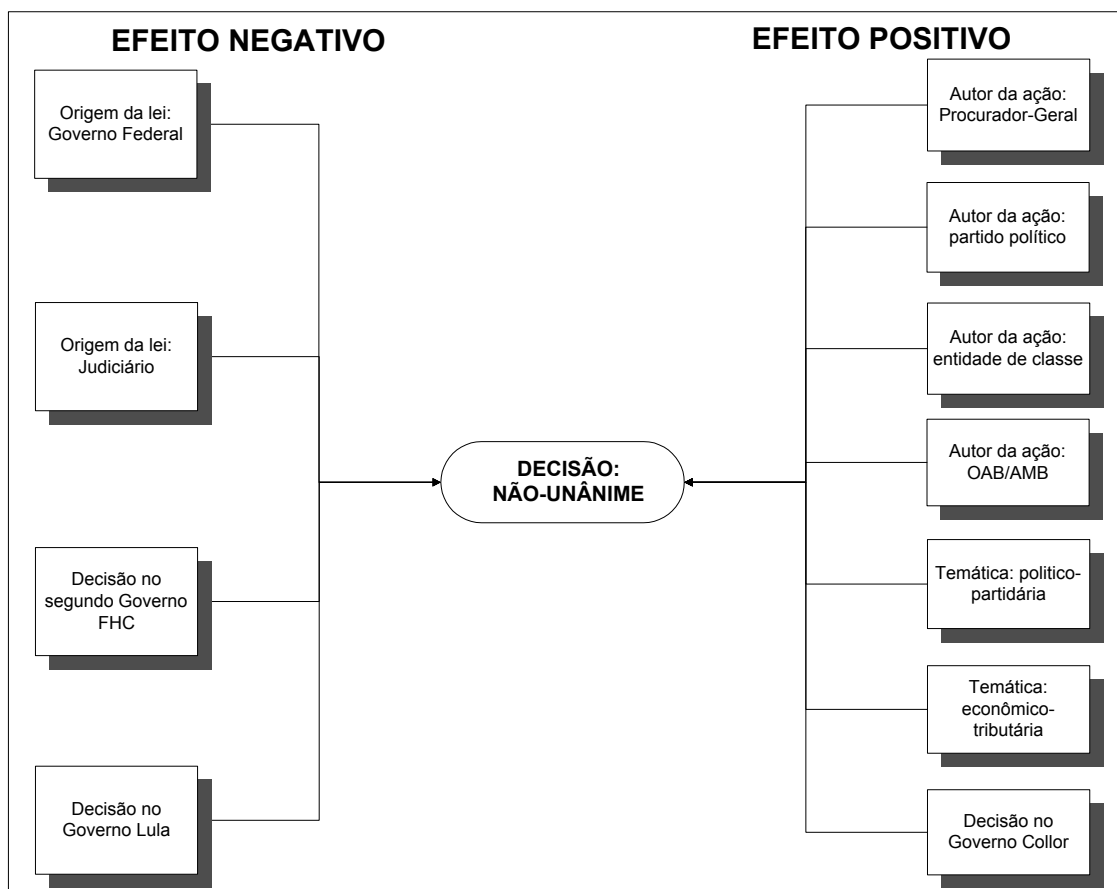 EFEITO NEGATIVO
Origem da lei:
Governo Federal
Origem da lei:
Judiciário
Decisão no
segundo Governo
FHC
Decisão no
Governo Lula
DECISÃO:
NÃO-UNÂNIME
EFEITO POSITIVO
Autor da ação:
Procurador-Geral
Autor da ação:
partido político
Autor da ação:
entidade de classe
Autor da ação:
OAB/AMB
Temática: politico-
partidária
Temática:
econômico-
tributária
Decisão no
Governo Collor